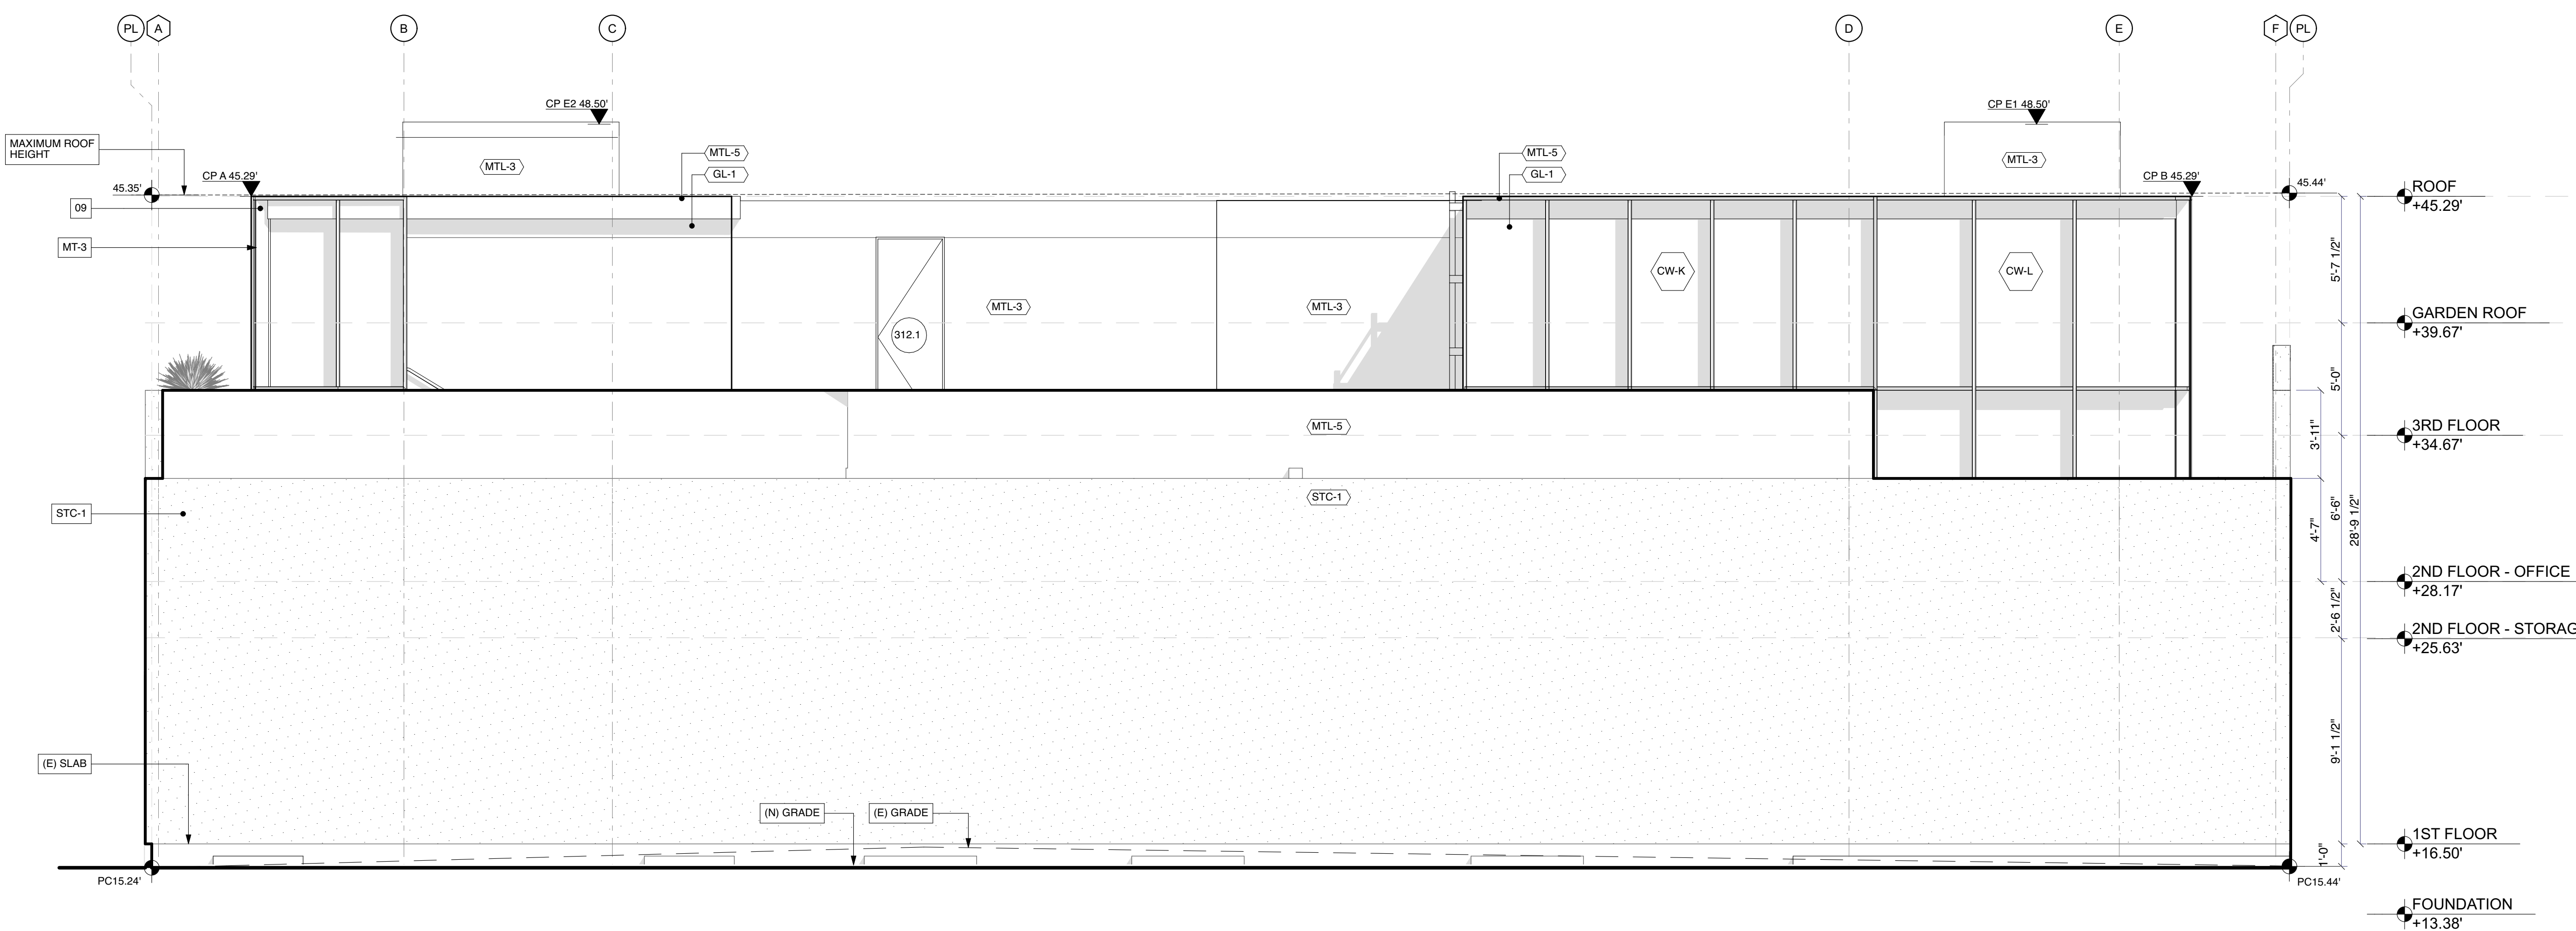 PL
A
B
C
D
E
F
PL
CP E2 48.50'
CP E1 48.50'
MAXIMUM ROOF
HEIGHT
MTL-3
MTL-5
GL-1
MTL-5
GL-1
MTL-3
CP A 45.29'
CP B 45.29'
45.35'
45.44'
ROOF
+45.29'
09
MT-3
5'-7 1/2"
CW-K
CW-L
MTL-3
MTL-3
312.1
GARDEN ROOF
+39.67'
5'-0"
MTL-5
3'-11"
3RD FLOOR
+34.67'
STC-1
STC-1
4'-7"
6'-6"
28'-9 1/2"
2ND FLOOR - OFFICE
+28.17'
2'-6 1/2"
2ND FLOOR - STORAG
+25.63'
9'-1 1/2"
(E) SLAB
(N) GRADE
(E) GRADE
1ST FLOOR
+16.50'
1'-0"
PC15.24'
PC15.44'
FOUNDATION
+13.38'